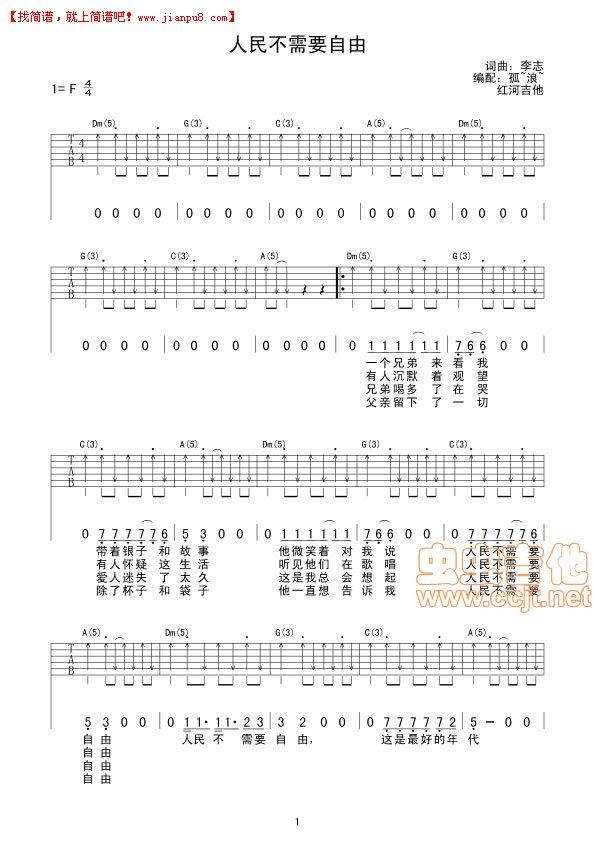 【找简谱，就上简谱吧！www.jianpu8.com】
人民不需要自由
词曲：李志
编配：孤~浪~
红河吉他
1= F 4/4
Dm(5) G(3) C(3) A(5) Dm(5)
T A B 4 4
0 0 0 0 | 0 0 0 0 | 0 0 0 0 | 0 0 0 0 | 0 0 0 0
G(3) C(3) A(5) Dm(5) G(3)
T A B
0 0 0 0 | 0 0 0 0 | 0 0 0 0 | 0 1 1 1 1 1 1 | 7 6 6 0 0
一个兄弟 来看我
有人沉默着观望
兄弟喝多了在哭
父亲留下了一切
C(3) A(5) Dm(5) G(3) C(3)
T A B
0 7 7 7 7 6 | 5 3 0 0 | 0 1 1 1 1 1 1 | 7 6 6 0 0 | 0 7 7 7 7 6
带着银子和故事 他微笑着对我说 人民不需要
有人怀疑这生活 听见他们在歌唱 人民不需要
爱人迷失了太久 这是我总会想起 人民不需要
除了杯子和袋子 他一直想告诉我 人民不需要
虫虫吉他
www.ccjt.net
A(5) Dm(5) G(3) C(3) A(5)
T A B
5 3 0 0 | 0 1 1· 1 1· 2 3 | 3 2 0 0 | 0 7 7 7 7 7 2 | 5 - 0 0
自由 人民不需要自由，这是最好的年代
自由
自由
自由
1